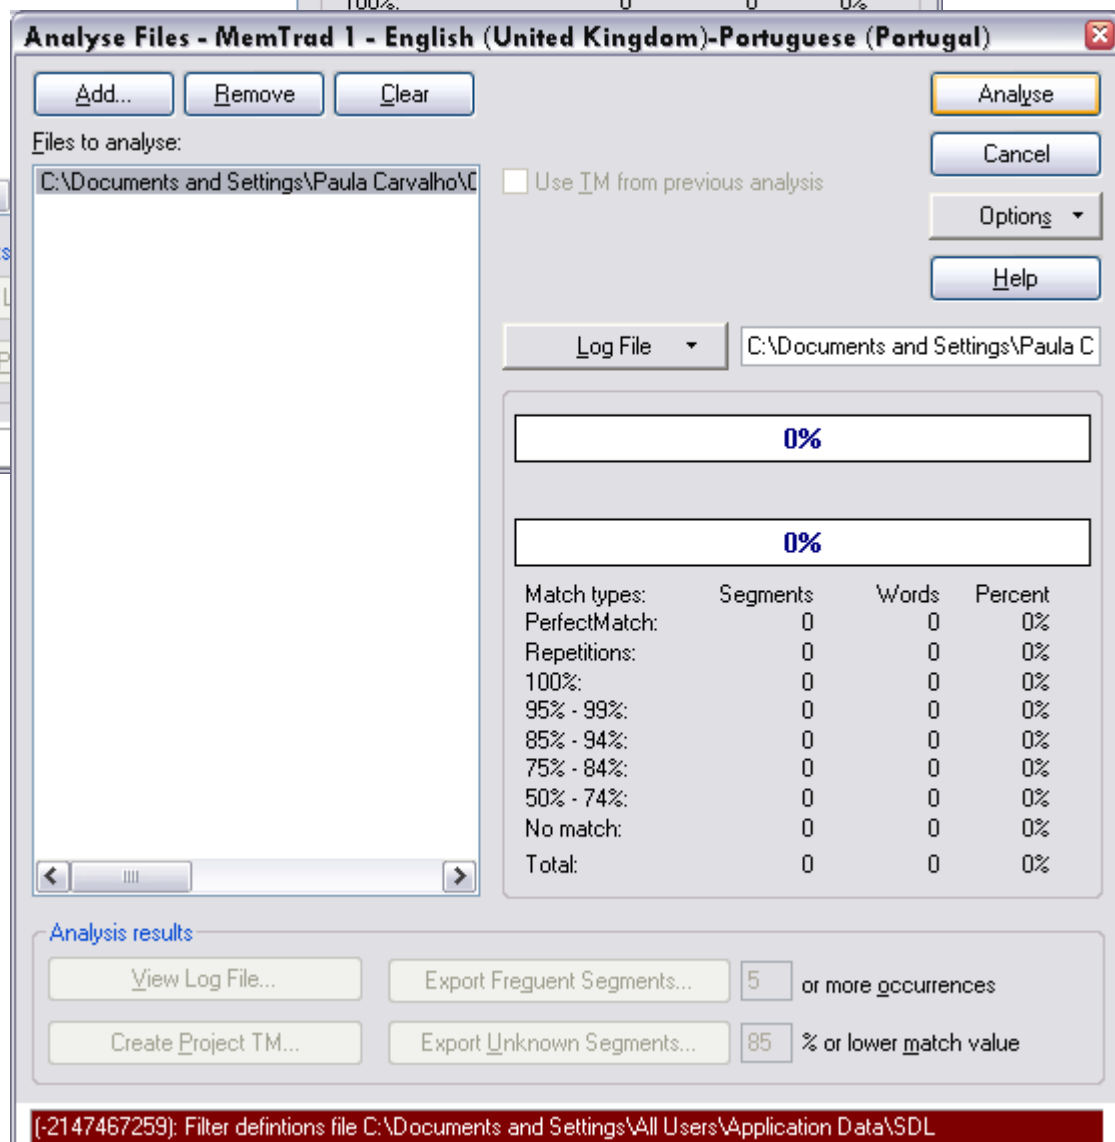 100%: 0 0 0%
Analyse Files - MemTrad 1 - English (United Kingdom)-Portuguese (Portugal)
Add... Remove Clear Analyse
Files to analyse: Cancel
C:\Documents and Settings\Paula Carvalho\ Use TM from previous analysis
Options
Help
Log File C:\Documents and Settings\Paula C
0%
0%
Match types: Segments Words Percent
PerfectMatch: 0 0 0%
Repetitions: 0 0 0%
100%: 0 0 0%
95% - 99%: 0 0 0%
85% - 94%: 0 0 0%
75% - 84%: 0 0 0%
50% - 74%: 0 0 0%
No match: 0 0 0%
Total: 0 0 0%
Analysis results
View Log File... Export Frequent Segments... 5 or more occurrences
Create Project TM... Export Unknown Segments... 85 % or lower match value
(-2147467259): Filter defintions file C:\Documents and Settings\All Users\Application Data\SDL